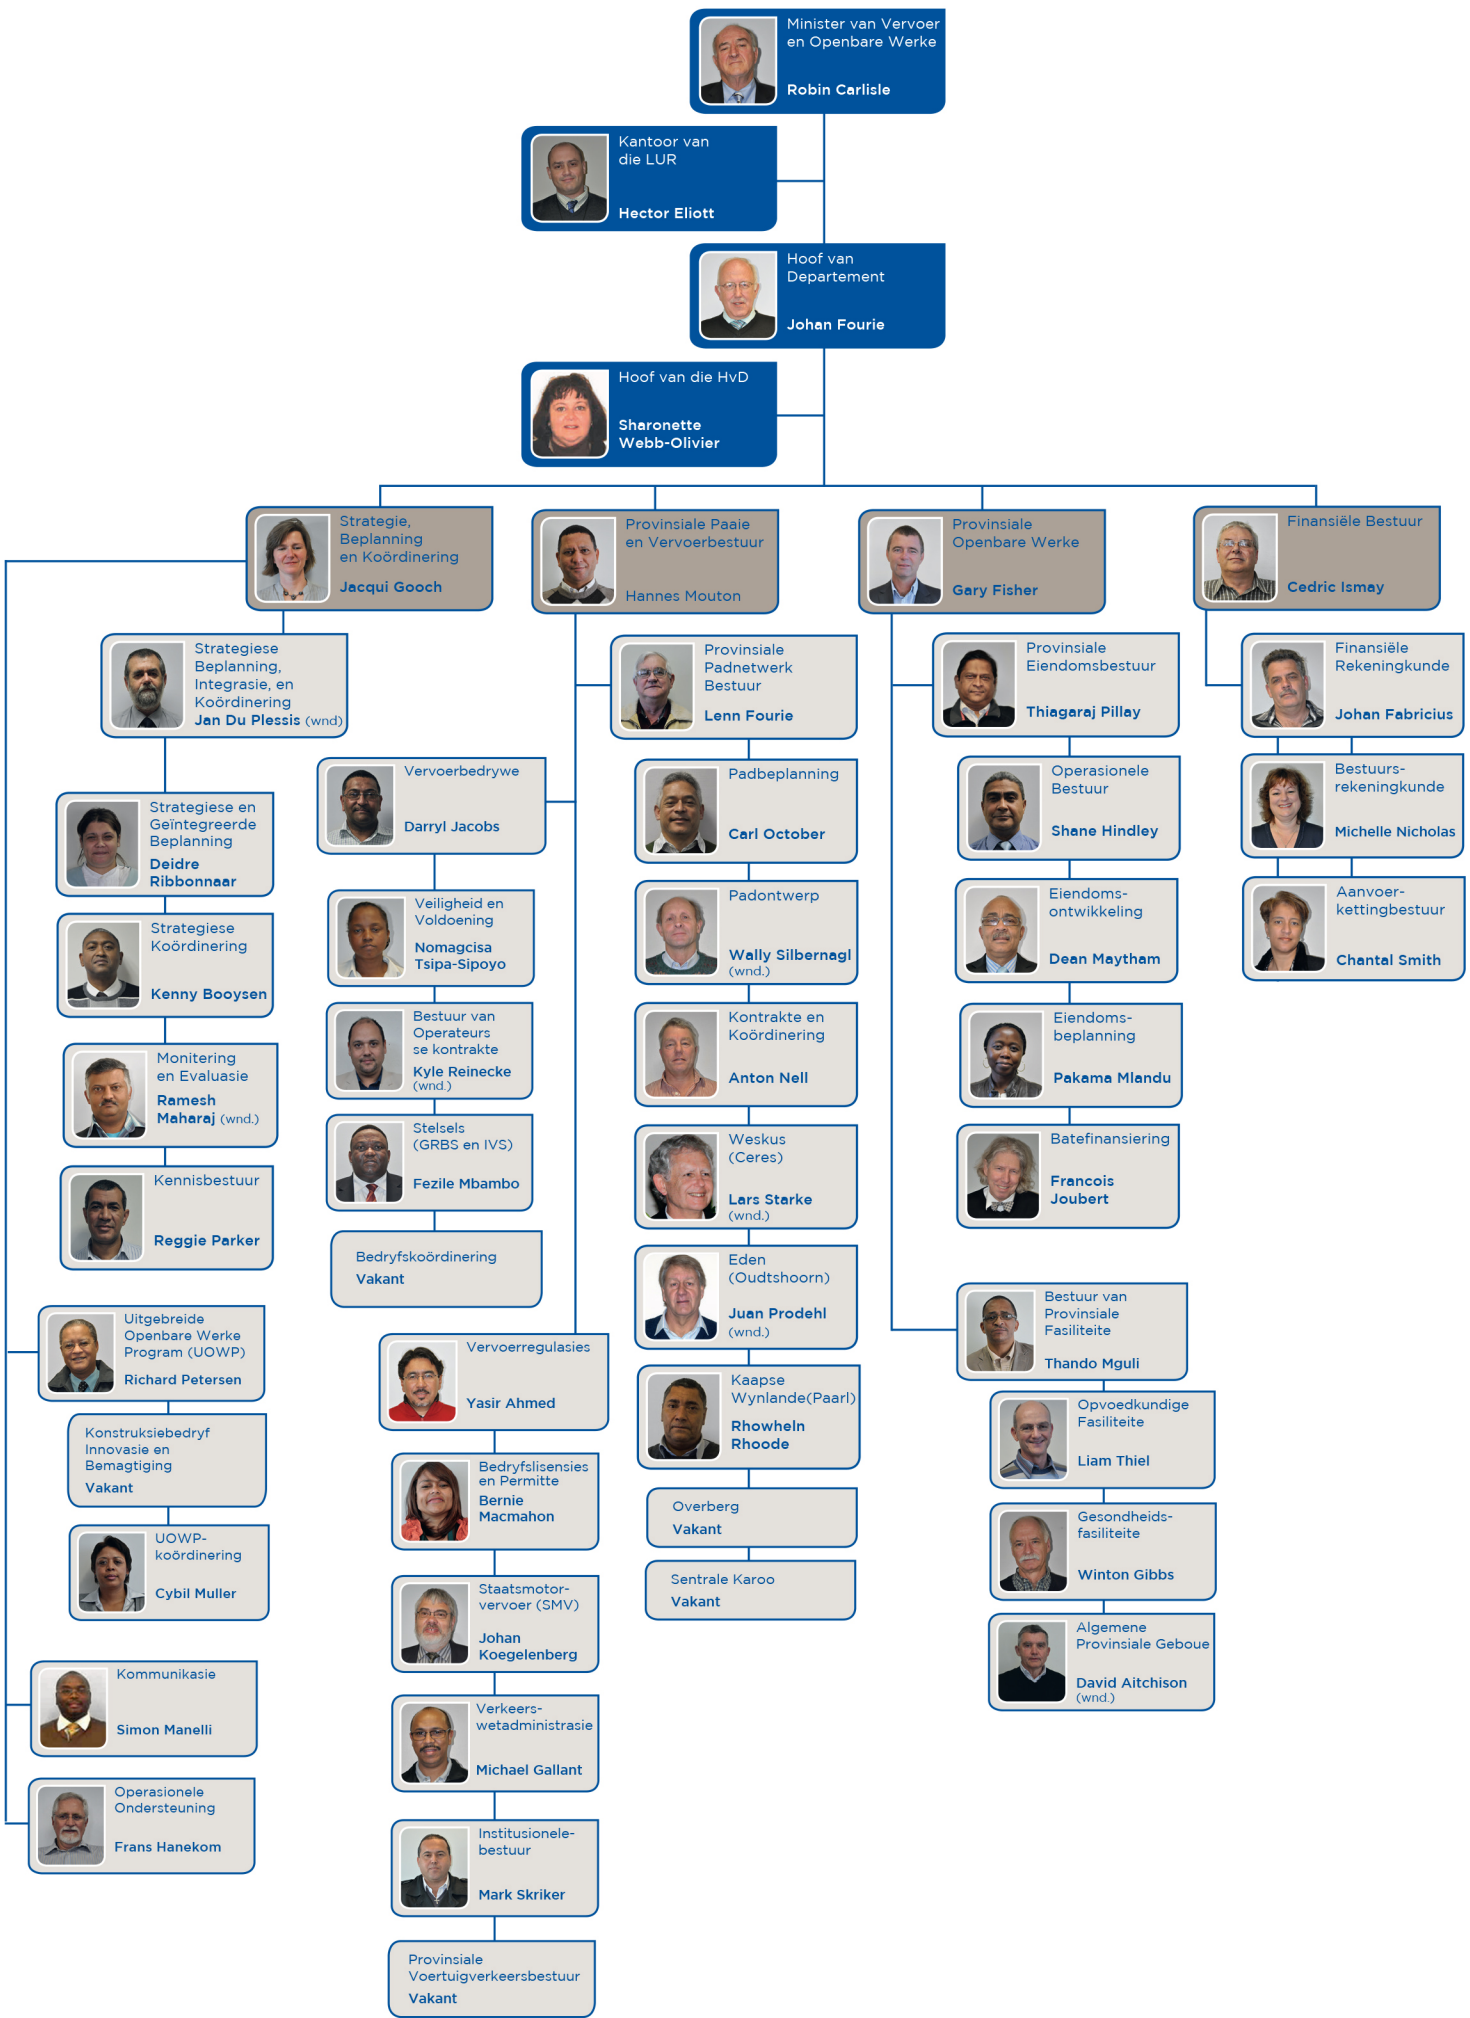 Minister van Vervoer
en Openbare Werke
Robin Carlisle
Kantoor van
die LUR
Hector Eliott
Hoof van
Departement
Johan Fourie
Hoof van die HvD
Sharonette
Webb-Olivier
Strategie,
Beplanning
en Koördinering
Jacqui Gooch
Provinsiale Paaie
en Vervoerbestuur
Hannes Mouton
Provinsiale
Openbare Werke
Gary Fisher
Finansiële Bestuur
Cedric Ismay
Strategiese
Beplanning,
Integrasie, en
Koördinering
Jan Du Plessis (wnd)
Strategiese en
Geïntegreerde
Beplanning
Deidre
Ribbonnaar
Strategiese
Koördinering
Kenny Booysen
Monitering
en Evaluasie
Ramesh
Maharaj (wnd.)
Kennisbestuur
Reggie Parker
Uitgebreide
Openbare Werke
Program (UOWP)
Richard Petersen
Konstruksiebedryf
Innovasie en
Bemagtiging
Vakant
UOWP-
koördinering
Cybil Muller
Kommunikasie
Simon Manelli
Operasionele
Ondersteuning
Frans Hanekom
Vervoerbedrywe
Darryl Jacobs
Veiligheid en
Voldoening
Nomagcisa
Tsipa-Sipoyo
Bestuur van
Operateurs
se kontrakte
Kyle Reinecke
(wnd.)
Stelsels
(GRBS en IVS)
Fezile Mbambo
Bedryfskoördinering
Vakant
Vervoerregulasies
Yasir Ahmed
Bedryfslisensies
en Permitte
Bernie
Macmahon
Staatsmotor-
vervoer (SMV)
Johan
Koegelenberg
Verkeers-
wetadministrasie
Michael Gallant
Institusionele-
bestuur
Mark Skriker
Provinsiale
Voertuigverkeersbestuur
Vakant
Provinsiale
Padnetwerk
Bestuur
Lenn Fourie
Padbeplanning
Carl October
Padontwerp
Wally Silbernagl
(wnd.)
Kontrakte en
Koördinering
Anton Nell
Weskus
(Ceres)
Lars Starke
(wnd.)
Eden
(Oudtshoorn)
Juan Prodehl
(wnd.)
Kaapse
Wynlande(Paarl)
Rhowheln
Rhoode
Overberg
Vakant
Sentrale Karoo
Vakant
Provinsiale
Eiendomsbestuur
Thiagaraj Pillay
Operasionele
Bestuur
Shane Hindley
Eiendoms-
ontwikkeling
Dean Maytham
Eiendoms-
beplanning
Pakama Mlandu
Batefinansiering
Francois
Joubert
Bestuur van
Provinsiale
Fasiliteite
Thando Mguli
Opvoedkundige
Fasiliteite
Liam Thiel
Gesondheids-
fasiliteite
Winton Gibbs
Algemene
Provinsiale Geboue
David Aitchison
(wnd.)
Finansiële
Rekeningkunde
Johan Fabricius
Bestuurs-
rekeningkunde
Michelle Nicholas
Aanvoer-
kettingbestuur
Chantal Smith